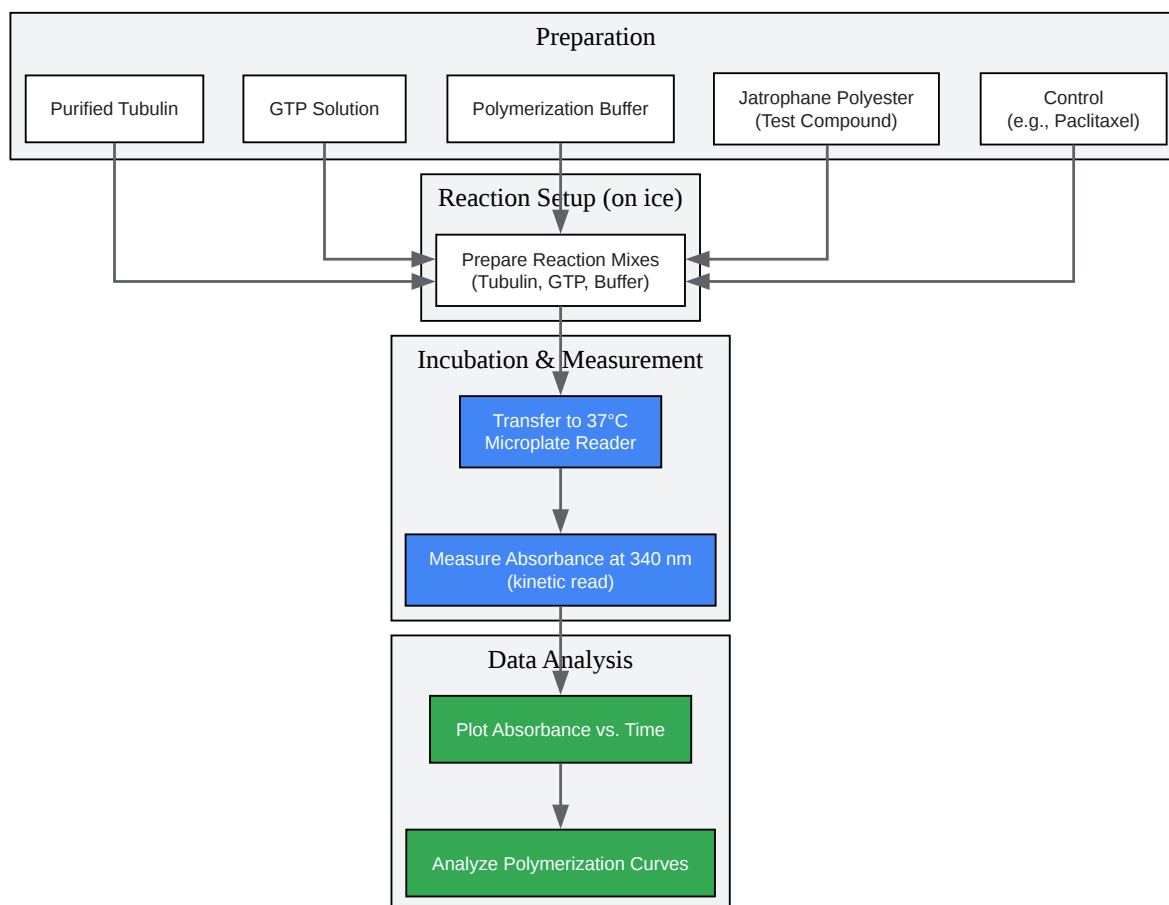 Preparation
Purified Tubulin
GTP Solution
Polymerization Buffer
Jatrophane Polyester
(Test Compound)
Control
(e.g., Paclitaxel)
Reaction Setup (on ice)
Prepare Reaction Mixes
(Tubulin, GTP, Buffer)
Incubation & Measurement
Transfer to 37°C
Microplate Reader
Measure Absorbance at 340 nm
(kinetic read)
Data Analysis
Plot Absorbance vs. Time
Analyze Polymerization Curves